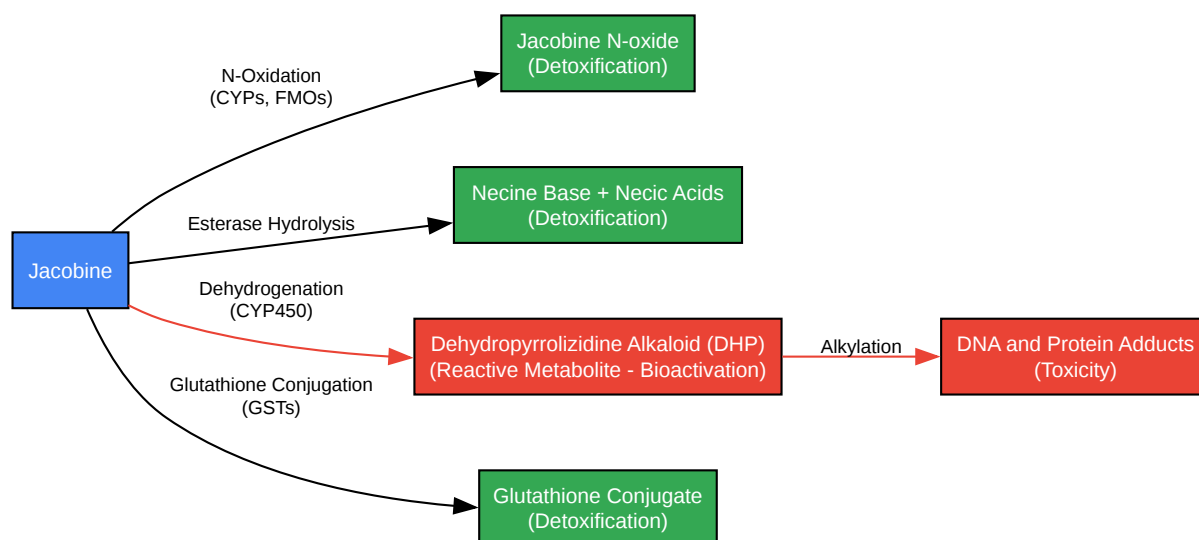 Jacobine N-oxide
(Detoxification)
N-Oxidation
(CYPs, FMOs)
Necine Base + Necic Acids
(Detoxification)
Esterase Hydrolysis
Jacobine
Dehydrogenation
(CYP450)
Dehydropyrrolizidine Alkaloid (DHP)
(Reactive Metabolite - Bioactivation)
Alkylation
DNA and Protein Adducts
(Toxicity)
Glutathione Conjugation
(GSTs)
Glutathione Conjugate
(Detoxification)